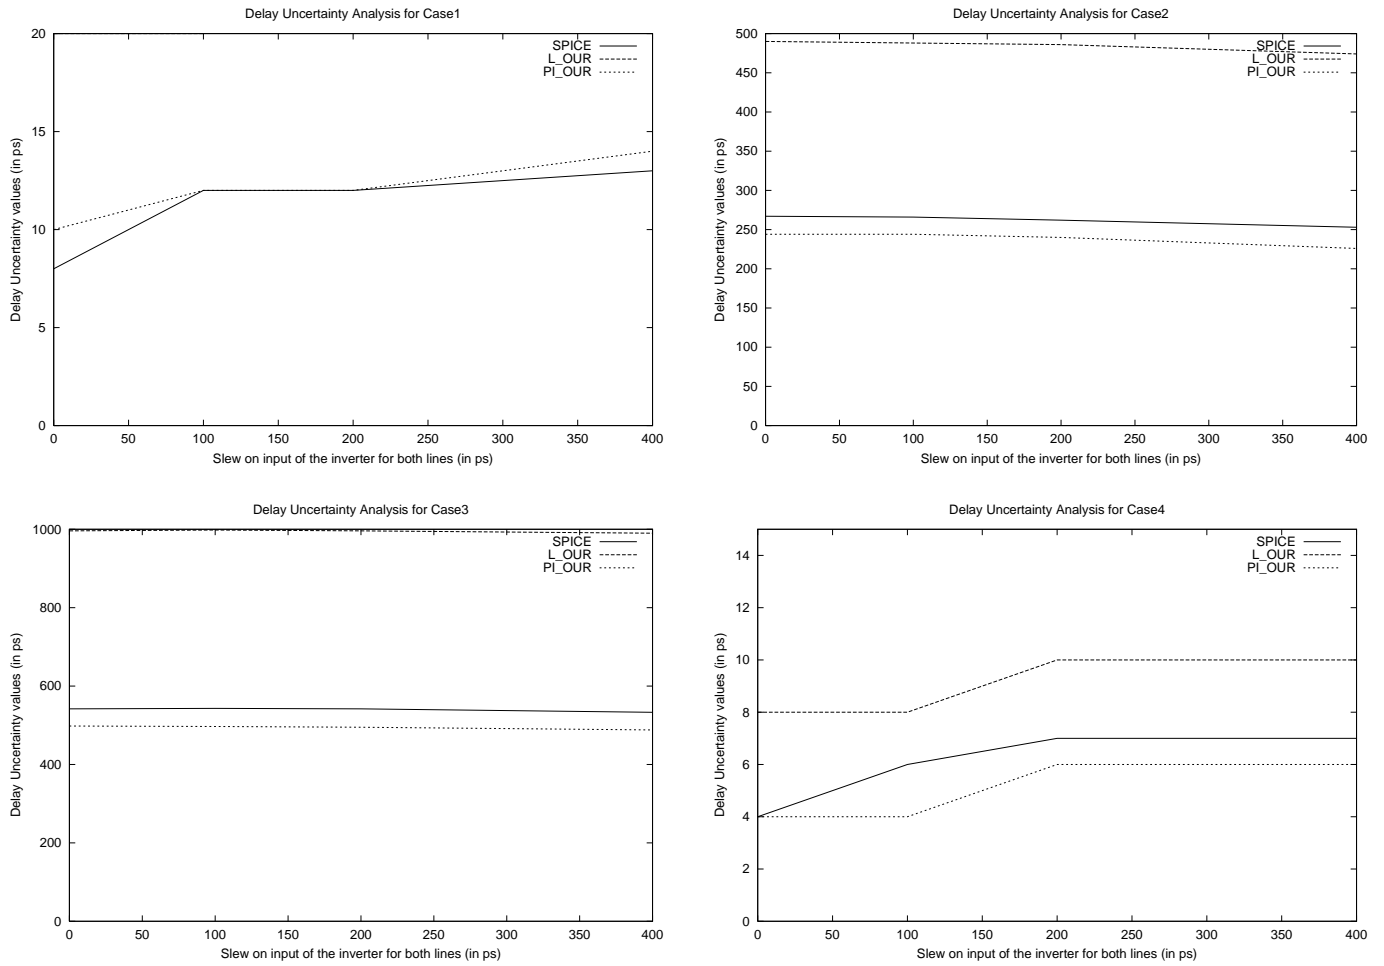 Delay Uncertainty Analysis for Case1
20
15
10
5
0
0 50 100 150 200 250 300 350 400
Delay Uncertainty values (in ps)
Slew on input of the inverter for both lines (in ps)
SPICE
L_OUR
PI_OUR
Delay Uncertainty Analysis for Case2
500
450
400
350
300
250
200
150
100
50
0
0 50 100 150 200 250 300 350 400
Delay Uncertainty values (in ps)
Slew on input of the inverter for both lines (in ps)
SPICE
L_OUR
PI_OUR
Delay Uncertainty Analysis for Case3
1000
800
600
400
200
0
0 50 100 150 200 250 300 350 400
Delay Uncertainty values (in ps)
Slew on input of the inverter for both lines (in ps)
SPICE
L_OUR
PI_OUR
Delay Uncertainty Analysis for Case4
14
12
10
8
6
4
2
0
0 50 100 150 200 250 300 350 400
Delay Uncertainty values (in ps)
Slew on input of the inverter for both lines (in ps)
SPICE
L_OUR
PI_OUR